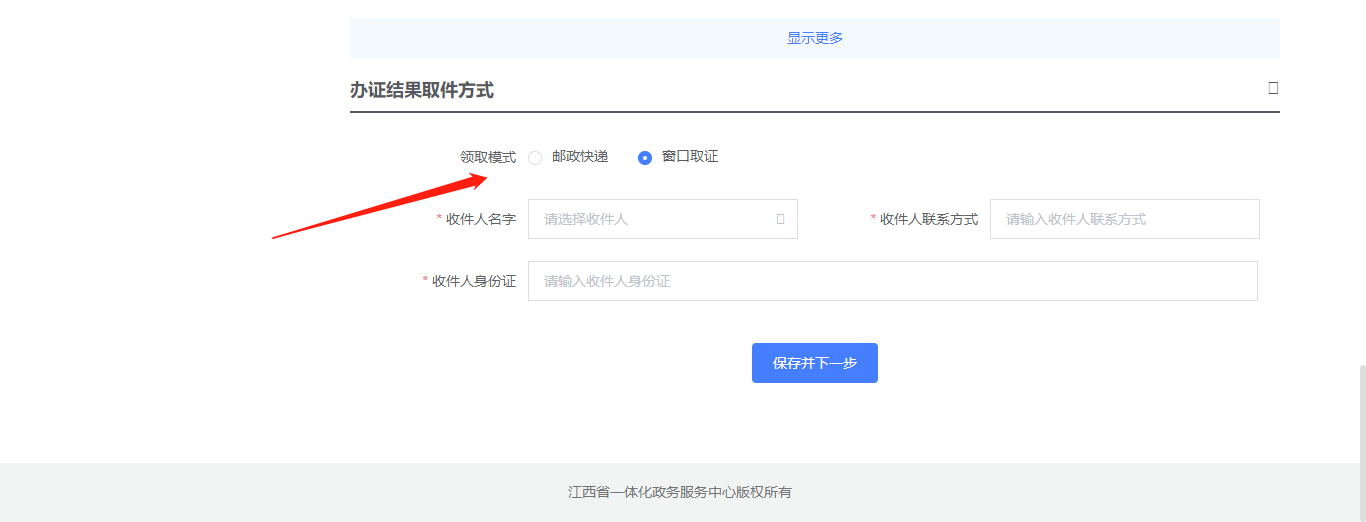 显示更多
办证结果取件方式
领取模式 邮政快递 窗口取证
* 收件人名字 请选择收件人 * 收件人联系方式 请输入收件人联系方式
* 收件人身份证 请输入收件人身份证
保存并下一步
江西省一体化政务服务中心版权所有